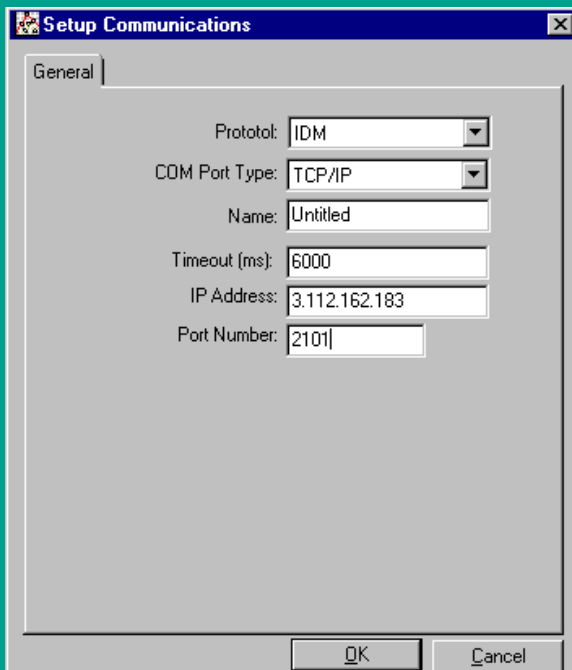 Setup Communications
General
Prototol: IDM
COM Port Type: TCP/IP
Name: Untitled
Timeout (ms): 6000
IP Address: 3.112.162.183
Port Number: 2101
OK Cancel